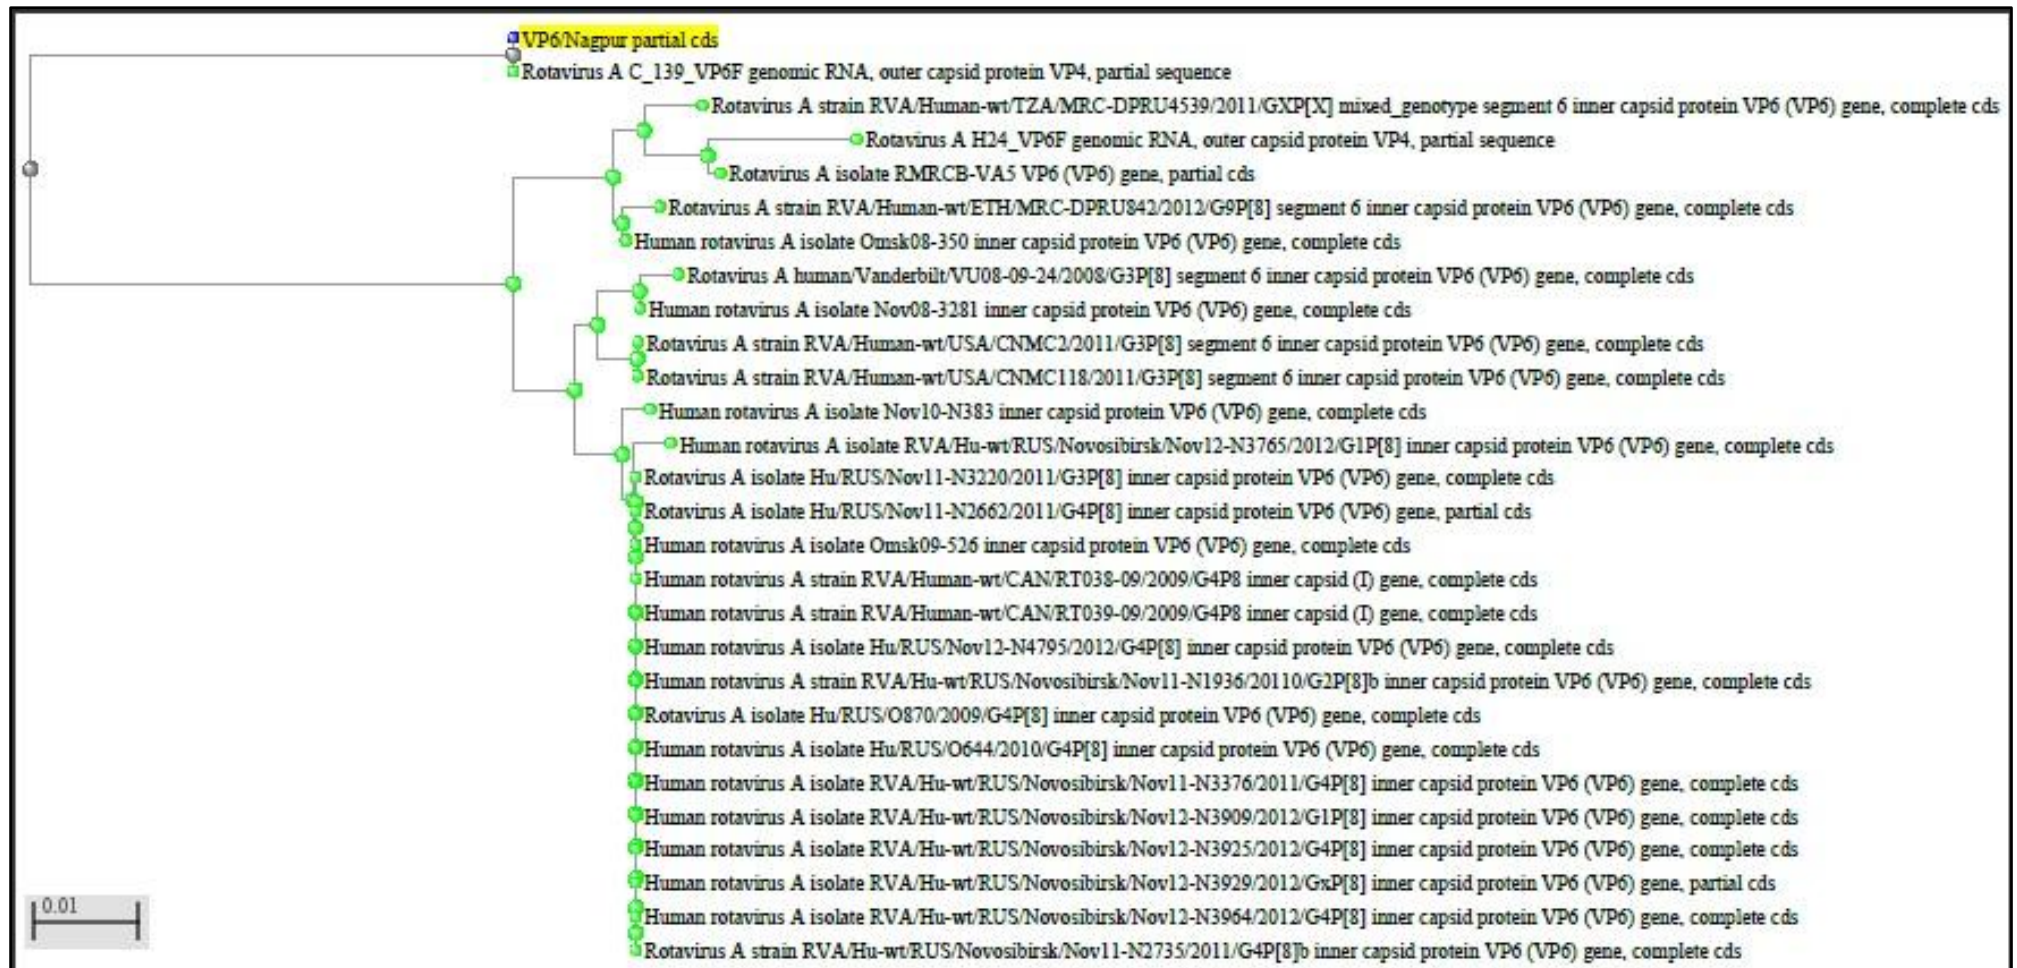 VP6/Nagpur partial cds
Rotavirus A C_139_VP6F genomic RNA, outer capsid protein VP4, partial sequence
Rotavirus A strain RVA/Human-wt/TZA/MRC-DPRU4539/2011/GXP[X] mixed_genotype segment 6 inner capsid protein VP6 (VP6) gene, complete cds
Rotavirus A H24_VP6F genomic RNA, outer capsid protein VP4, partial sequence
Rotavirus A isolate RMRCB-VA5 VP6 (VP6) gene, partial cds
Rotavirus A strain RVA/Human-wt/ETH/MRC-DPRU842/2012/G9P[8] segment 6 inner capsid protein VP6 (VP6) gene, complete cds
Human rotavirus A isolate Omsk08-350 inner capsid protein VP6 (VP6) gene, complete cds
Rotavirus A human/Vanderbilt/VU08-09-24/2008/G3P[8] segment 6 inner capsid protein VP6 (VP6) gene, complete cds
Human rotavirus A isolate Nov08-3281 inner capsid protein VP6 (VP6) gene, complete cds
Rotavirus A strain RVA/Human-wt/USA/CNMC2/2011/G3P[8] segment 6 inner capsid protein VP6 (VP6) gene, complete cds
Rotavirus A strain RVA/Human-wt/USA/CNMC118/2011/G3P[8] segment 6 inner capsid protein VP6 (VP6) gene, complete cds
Human rotavirus A isolate Nov10-N383 inner capsid protein VP6 (VP6) gene, complete cds
Human rotavirus A isolate RVA/Hu-wt/RUS/Novosibirsk/Nov12-N3765/2012/G1P[8] inner capsid protein VP6 (VP6) gene, complete cds
Rotavirus A isolate Hu/RUS/Nov11-N3220/2011/G3P[8] inner capsid protein VP6 (VP6) gene, complete cds
Rotavirus A isolate Hu/RUS/Nov11-N2662/2011/G4P[8] inner capsid protein VP6 (VP6) gene, partial cds
Human rotavirus A isolate Omsk09-526 inner capsid protein VP6 (VP6) gene, complete cds
Human rotavirus A strain RVA/Human-wt/CAN/RT038-09/2009/G4P8 inner capsid (I) gene, complete cds
Human rotavirus A strain RVA/Human-wt/CAN/RT039-09/2009/G4P8 inner capsid (I) gene, complete cds
Human rotavirus A isolate Hu/RUS/Nov12-N4795/2012/G4P[8] inner capsid protein VP6 (VP6) gene, complete cds
Human rotavirus A strain RVA/Hu-wt/RUS/Novosibirsk/Nov11-N1936/20110/G2P[8]b inner capsid protein VP6 (VP6) gene, complete cds
Rotavirus A isolate Hu/RUS/O870/2009/G4P[8] inner capsid protein VP6 (VP6) gene, complete cds
Human rotavirus A isolate Hu/RUS/O644/2010/G4P[8] inner capsid protein VP6 (VP6) gene, complete cds
Human rotavirus A isolate RVA/Hu-wt/RUS/Novosibirsk/Nov11-N3376/2011/G4P[8] inner capsid protein VP6 (VP6) gene, complete cds
Human rotavirus A isolate RVA/Hu-wt/RUS/Novosibirsk/Nov12-N3909/2012/G1P[8] inner capsid protein VP6 (VP6) gene, complete cds
Human rotavirus A isolate RVA/Hu-wt/RUS/Novosibirsk/Nov12-N3925/2012/G4P[8] inner capsid protein VP6 (VP6) gene, complete cds
Human rotavirus A isolate RVA/Hu-wt/RUS/Novosibirsk/Nov12-N3929/2012/GxP[8] inner capsid protein VP6 (VP6) gene, partial cds
0.01
Human rotavirus A isolate RVA/Hu-wt/RUS/Novosibirsk/Nov12-N3964/2012/G4P[8] inner capsid protein VP6 (VP6) gene, complete cds
Rotavirus A strain RVA/Hu-wt/RUS/Novosibirsk/Nov11-N2735/2011/G4P[8]b inner capsid protein VP6 (VP6) gene, complete cds